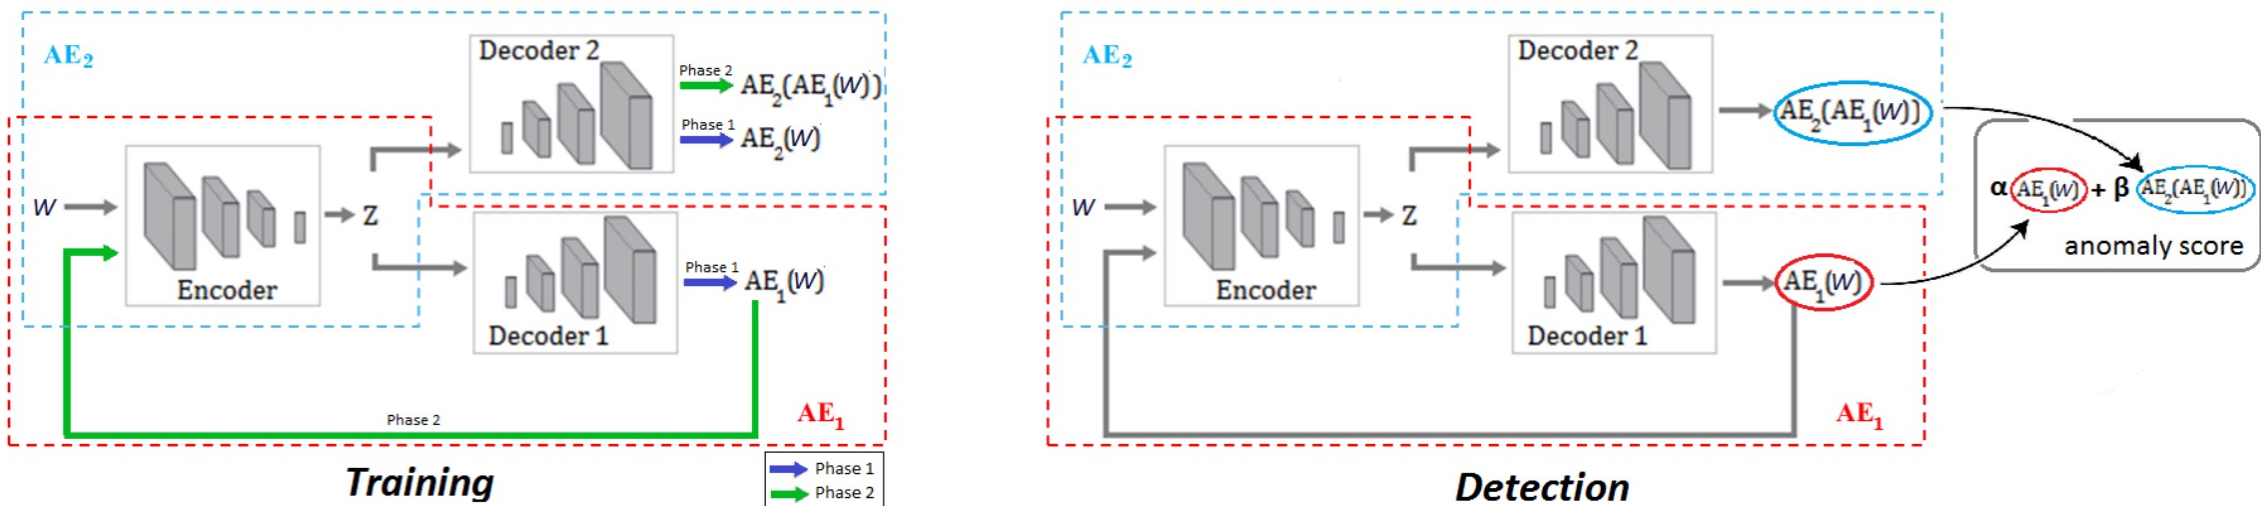 AE2
Decoder 2
Phase 2
AE2(AE1(W))
Phase 1
AE2(W)
W
Z
Encoder
Phase 1
AE1(W)
Decoder 1
Phase 2
AE1
Phase 1
Phase 2
Training
AE2
Decoder 2
AE2(AE1(W))
W
Z
Encoder
AE1(W)
Decoder 1
AE1
α AE1(W) + β AE2(AE1(W))
anomaly score
Detection